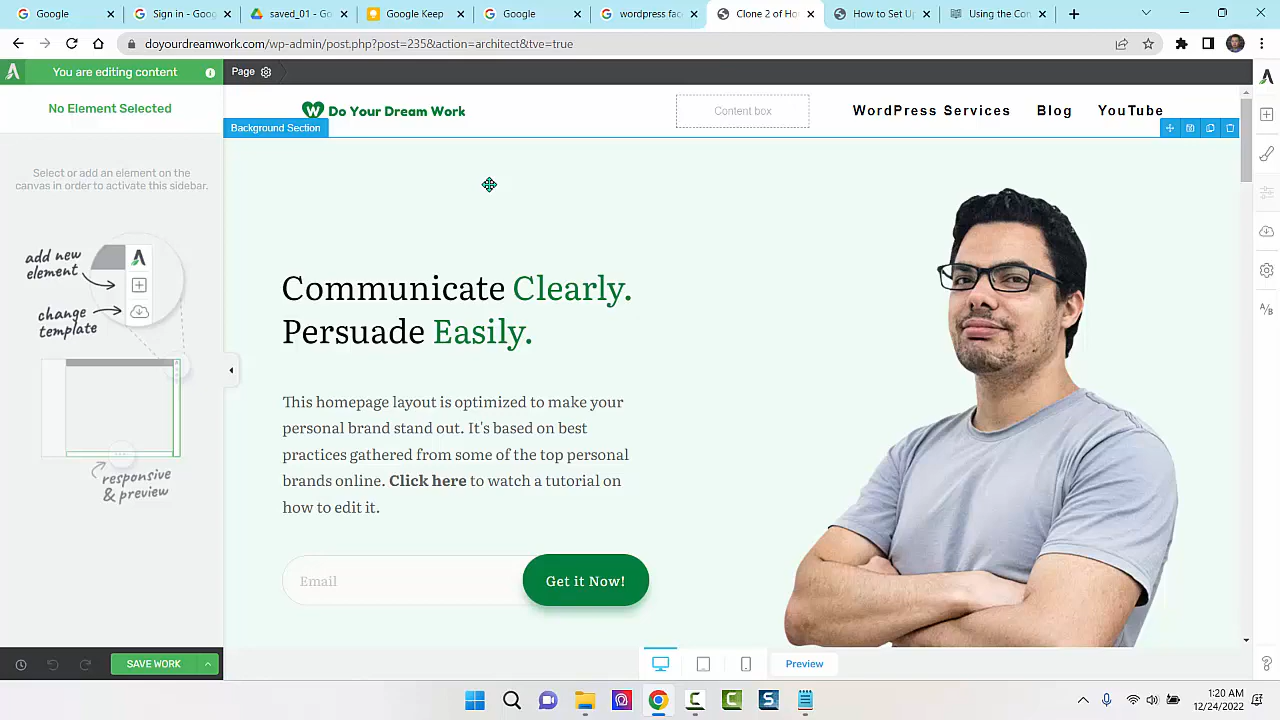 Google
Sign in - Goog
saved_01 - Goo
Google Keep
Google
wordpress fac
Clone 2 of Ho
How to Set Up
Using the Con
doyourdreamwork.com/wp-admin/post.php?post=235&action=architect&tve=true
You are editing content
Page
No Element Selected
Do Your Dream Work
Content box
WordPress Services
Blog
YouTube
Background Section
Select or add an element on the
canvas in order to activate this sidebar.
add new
element
change
template
responsive
& preview
Communicate Clearly.
Persuade Easily.
This homepage layout is optimized to make your
personal brand stand out. It's based on best
practices gathered from some of the top personal
brands online. Click here to watch a tutorial on
how to edit it.
Email
Get it Now!
SAVE WORK
Preview
1:20 AM
12/24/2022